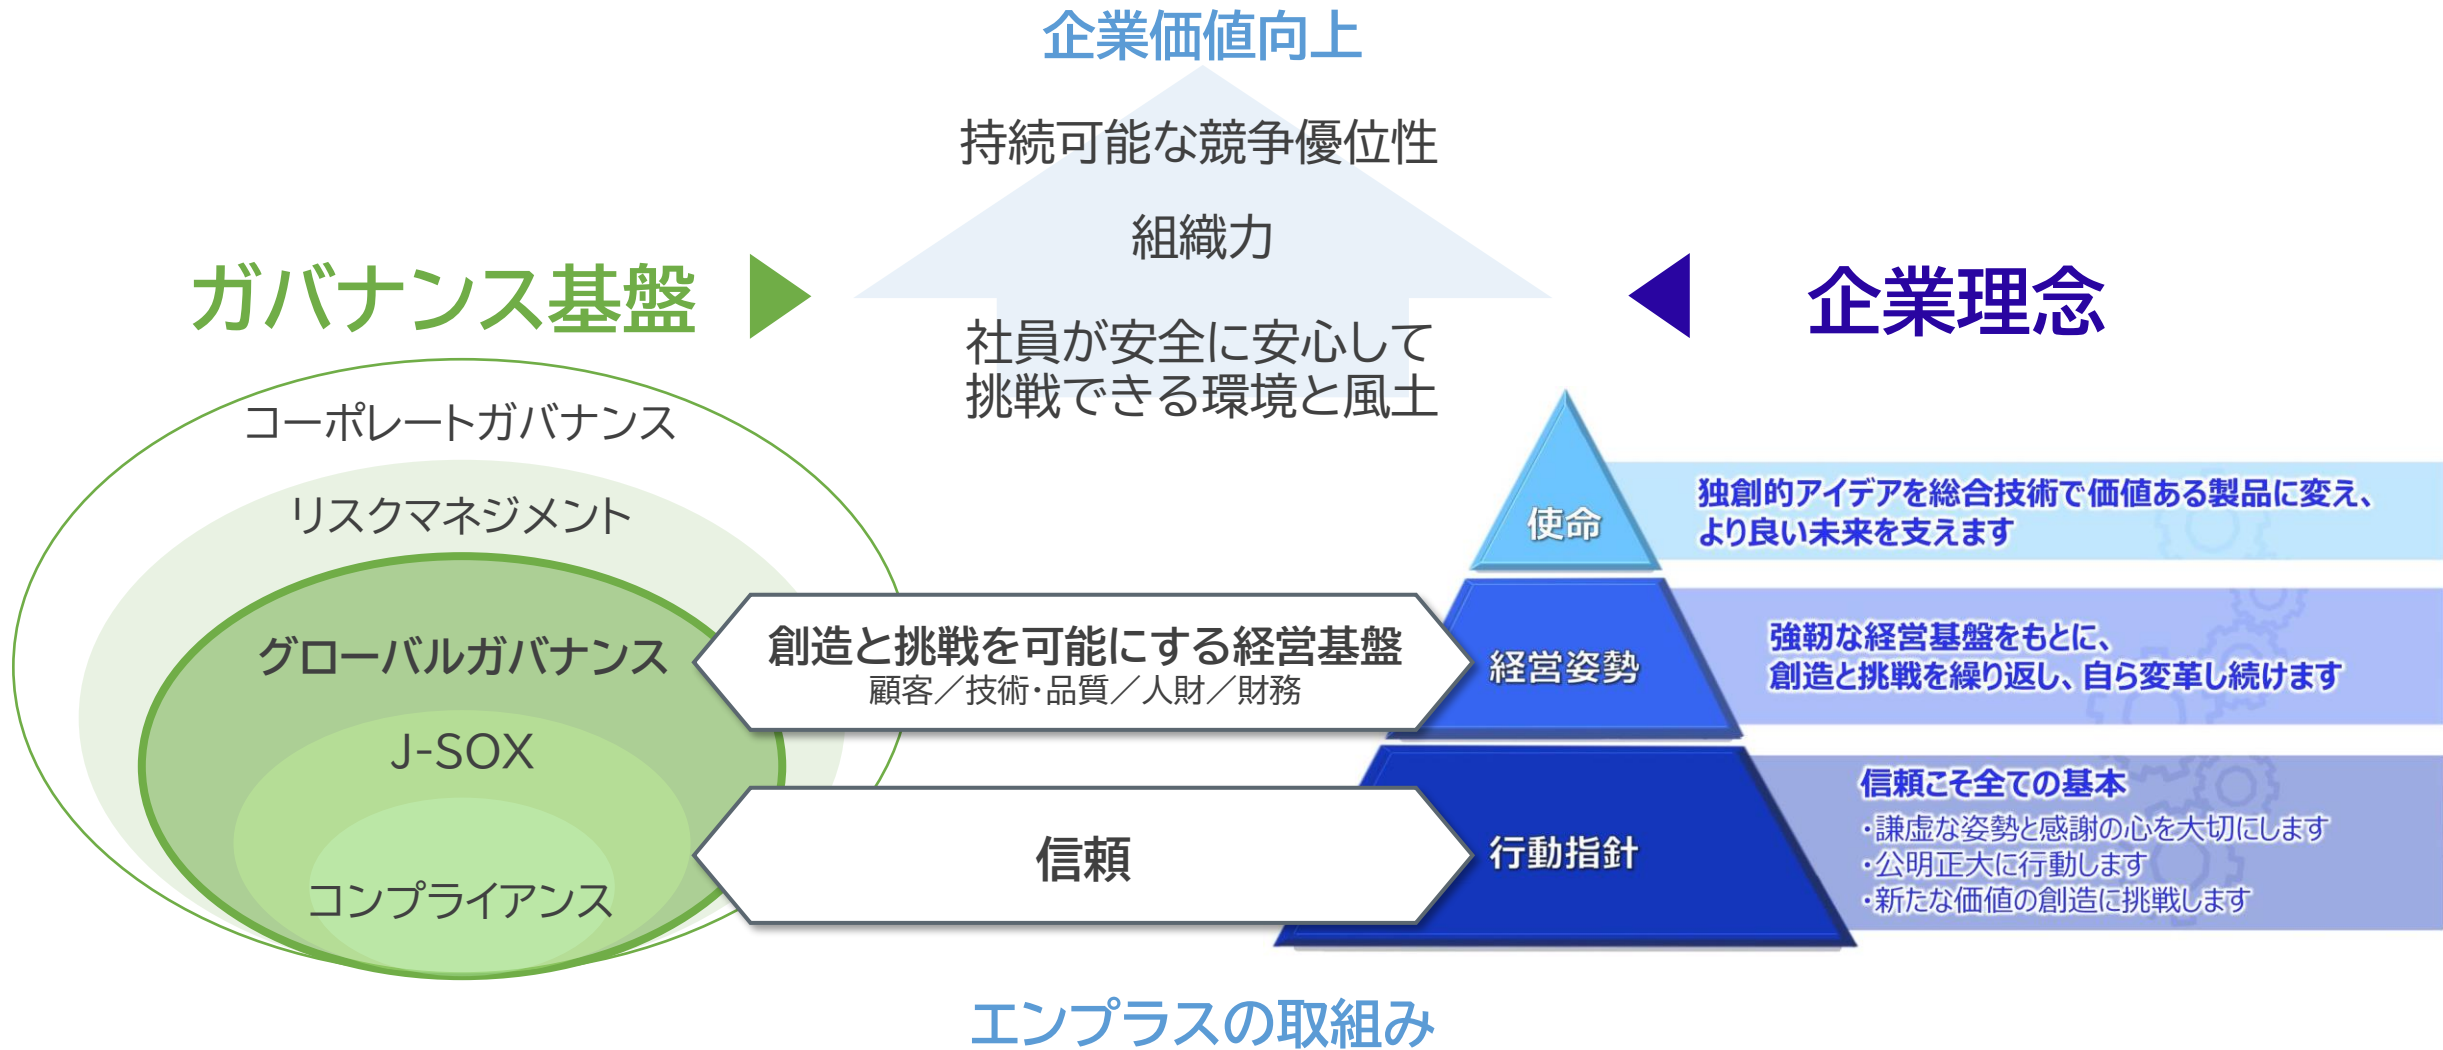 企業価値向上
持続可能な競争優位性
組織力
社員が安全に安心して
挑戦できる環境と風土
ガバナンス基盤
企業理念
コーポレートガバナンス
リスクマネジメント
グローバルガバナンス
J-SOX
コンプライアンス
創造と挑戦を可能にする経営基盤
顧客／技術・品質／人財／財務
信頼
使命
独創的アイデアを総合技術で価値ある製品に変え、
より良い未来を支えます
経営姿勢
強靭な経営基盤をもとに、
創造と挑戦を繰り返し、自ら変革し続けます
行動指針
信頼こそ全ての基本
・謙虚な姿勢と感謝の心を大切にします
・公明正大に行動します
・新たな価値の創造に挑戦します
エンプラスの取組み